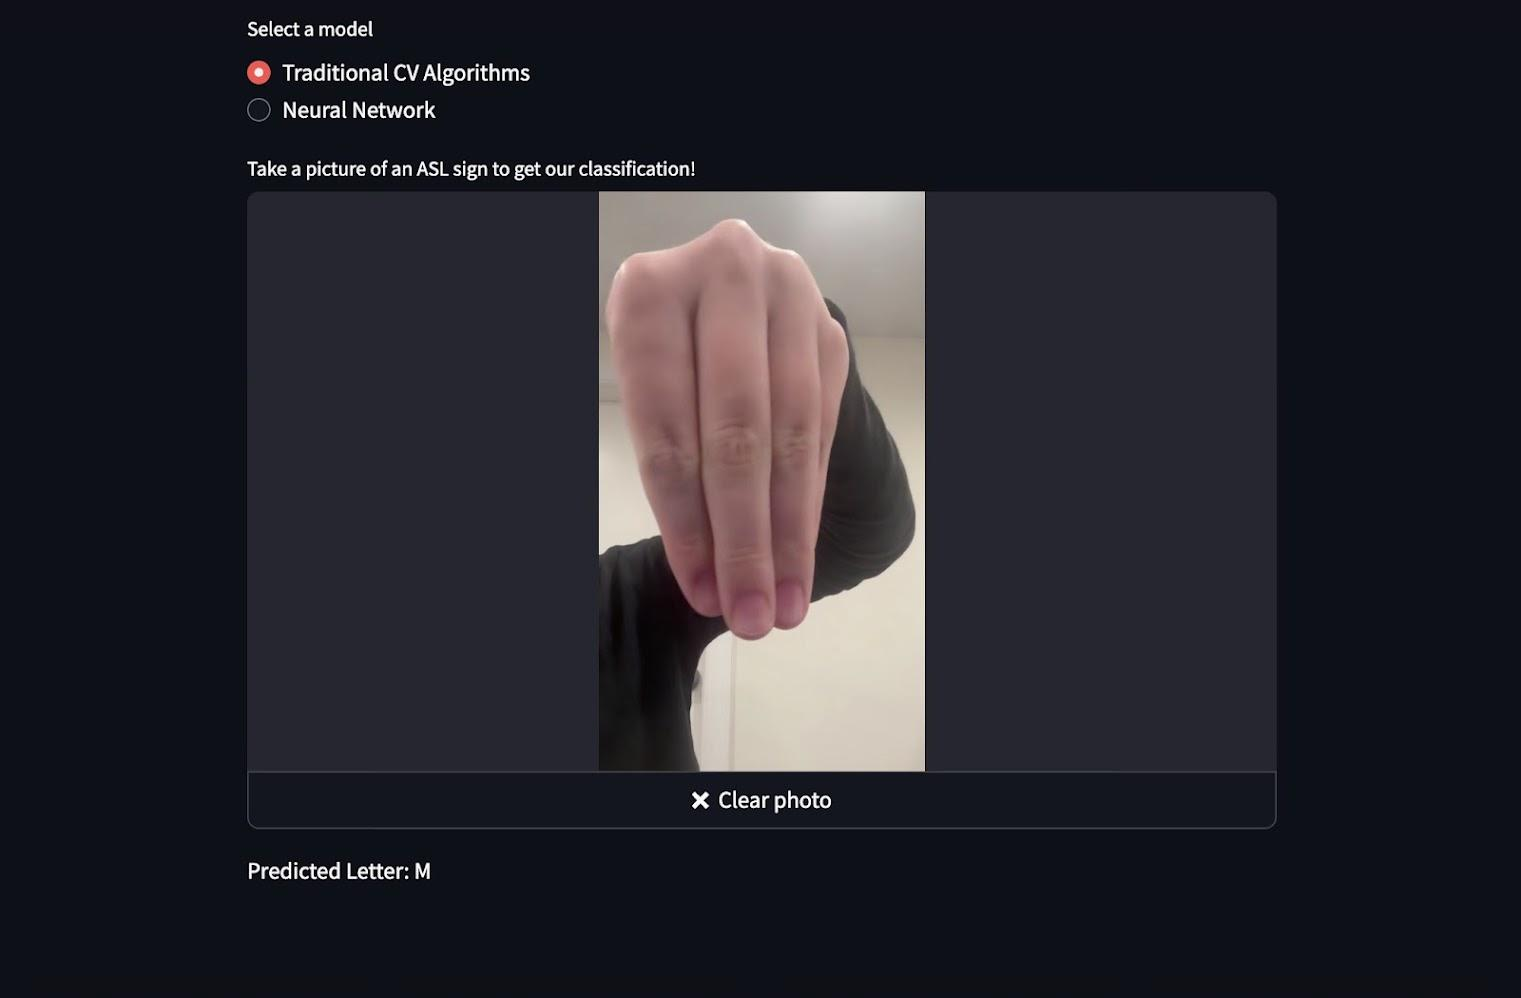 Select a model
Traditional CV Algorithms
Neural Network
Take a picture of an ASL sign to get our classification!
Clear photo
Predicted Letter: M